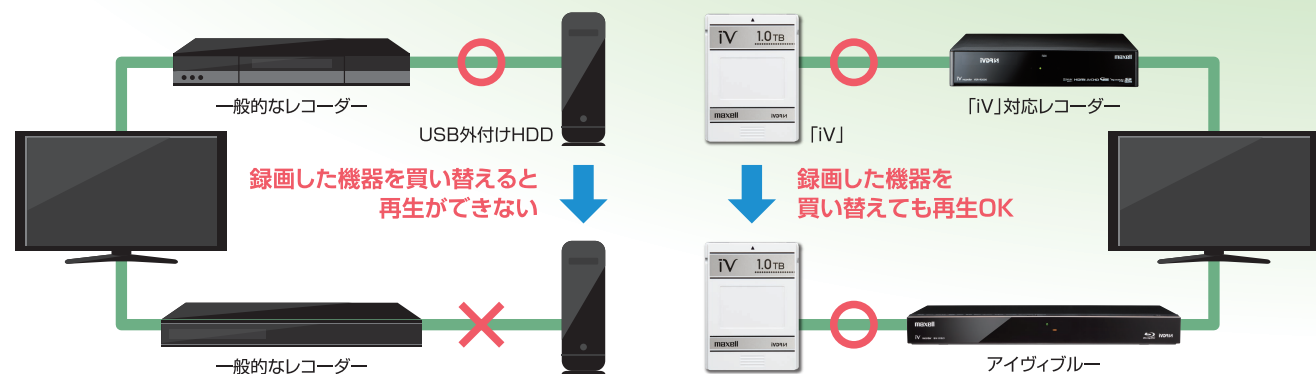 一般的なレコーダー
USB外付けHDD
録画した機器を買い替えると
再生ができない
一般的なレコーダー
iV 1.0TB
maxell iVDR-S
「iV」
iVDR-S maxell
iV
「iV」対応レコーダー
録画した機器を
買い替えても再生OK
iV 1.0TB
maxell iVDR-S
maxell
iV
アイヴィブルー